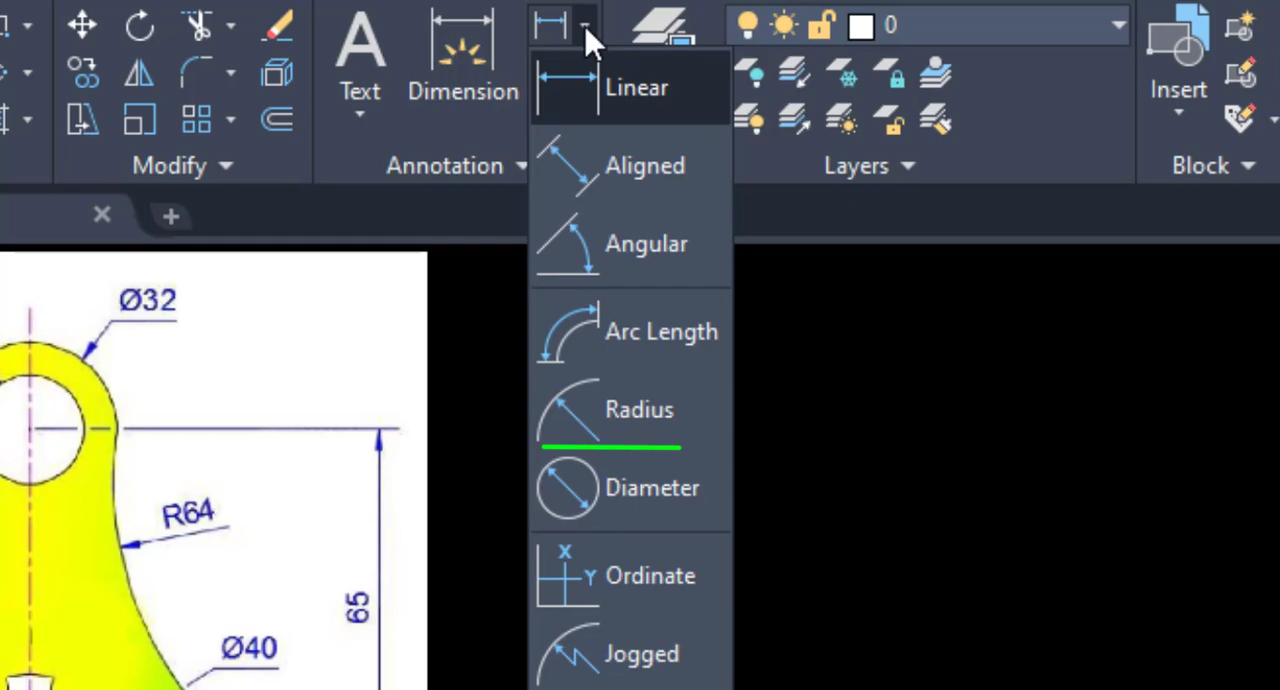 0
Text
Dimension
Insert
Modify
Annotation
Layers
Block
Linear
Aligned
Angular
Arc Length
Radius
Diameter
X
Y
Ordinate
Jogged
Ø32
R64
65
Ø40